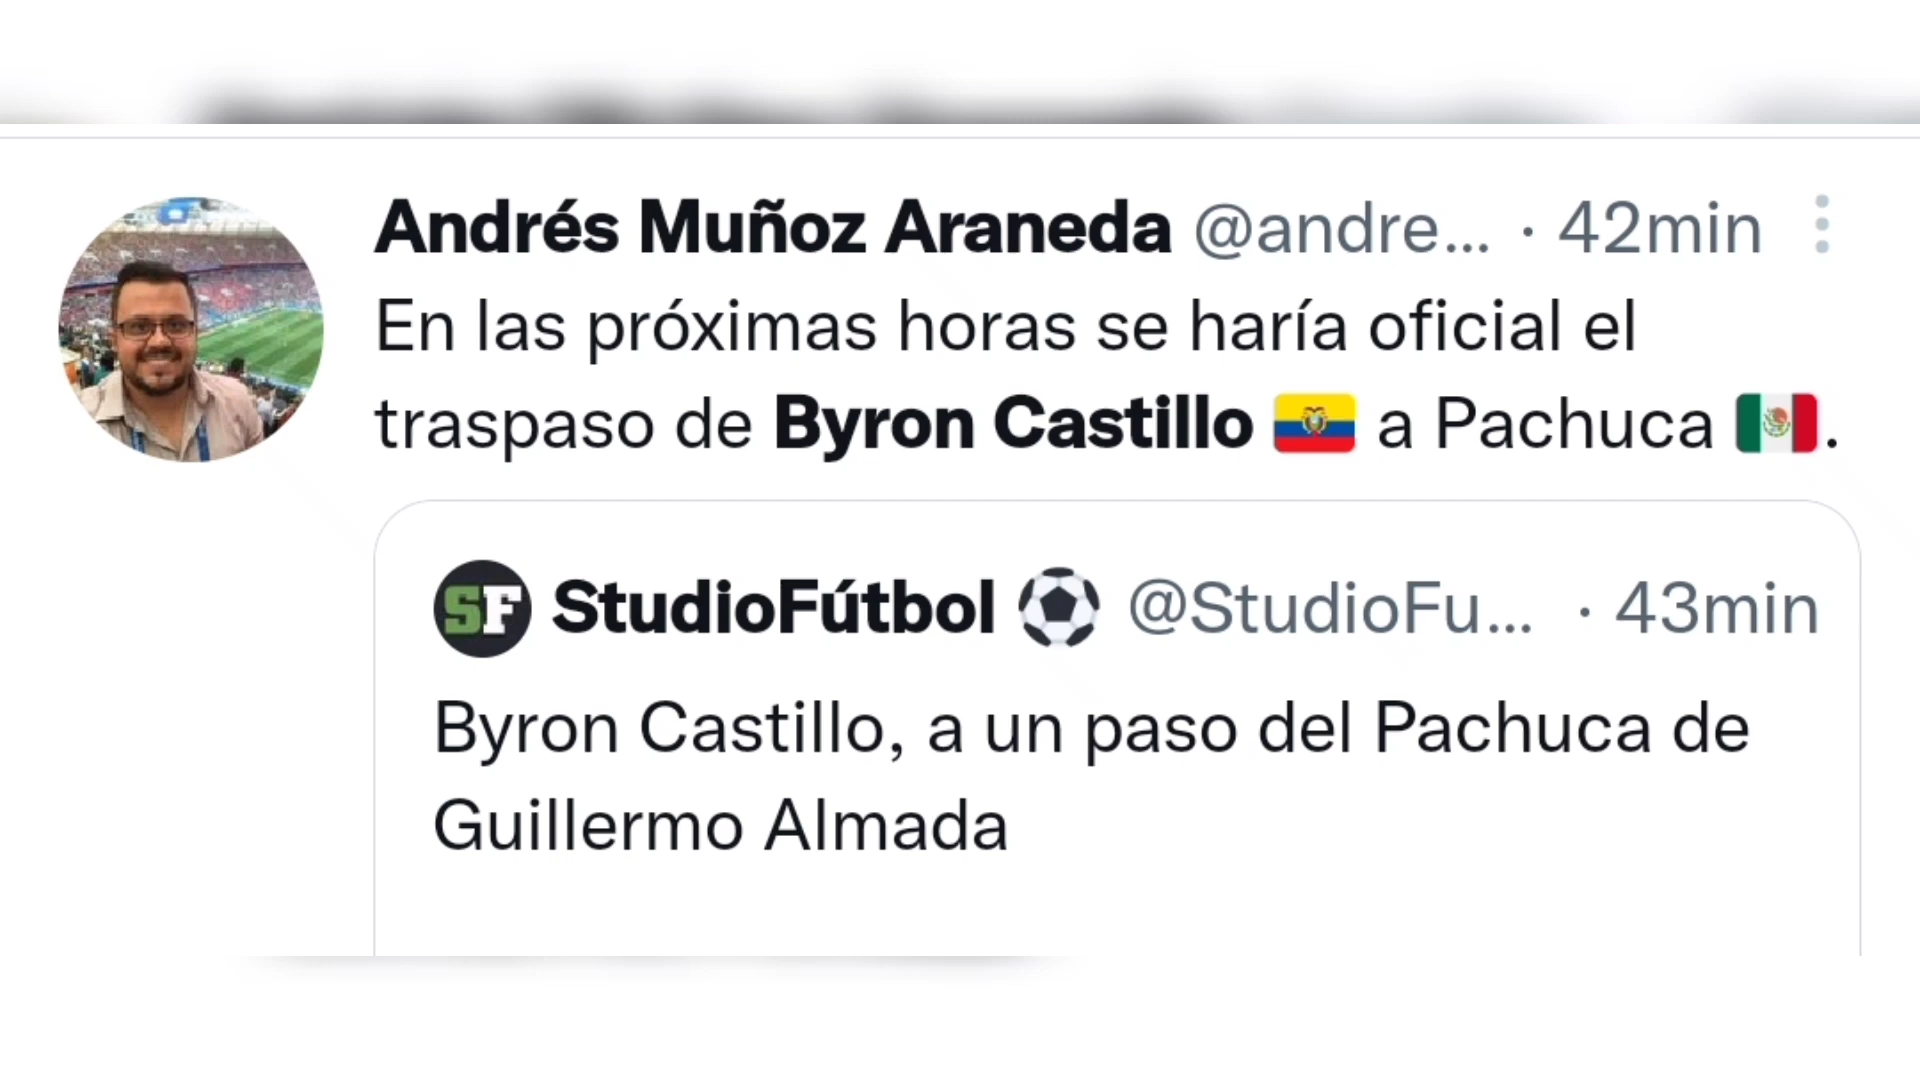 Andrés Muñoz Araneda @andre... · 42min
En las próximas horas se haría oficial el
traspaso de Byron Castillo 🇪🇨 a Pachuca 🇲🇽.
SF StudioFútbol ⚽ @StudioFu... · 43min
Byron Castillo, a un paso del Pachuca de
Guillermo Almada